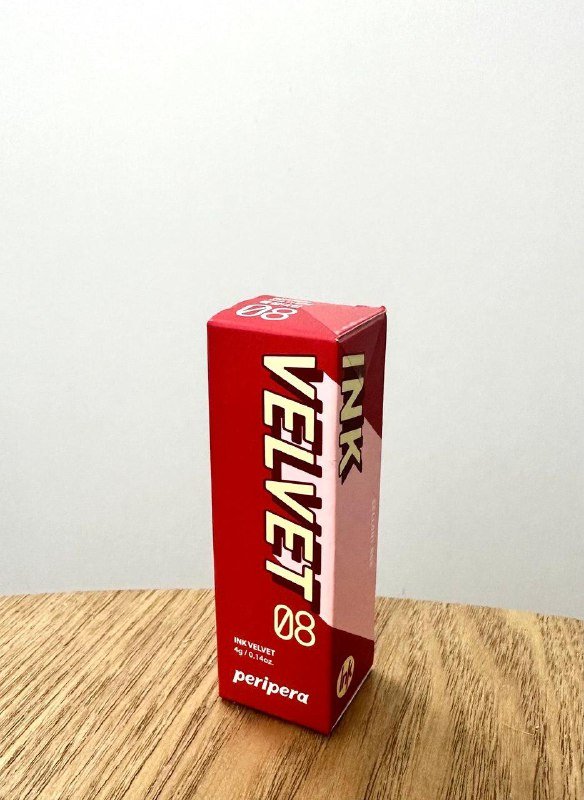 08
VELVET
08
INK VELVET
4g / 0.14oz.
peripera
INK